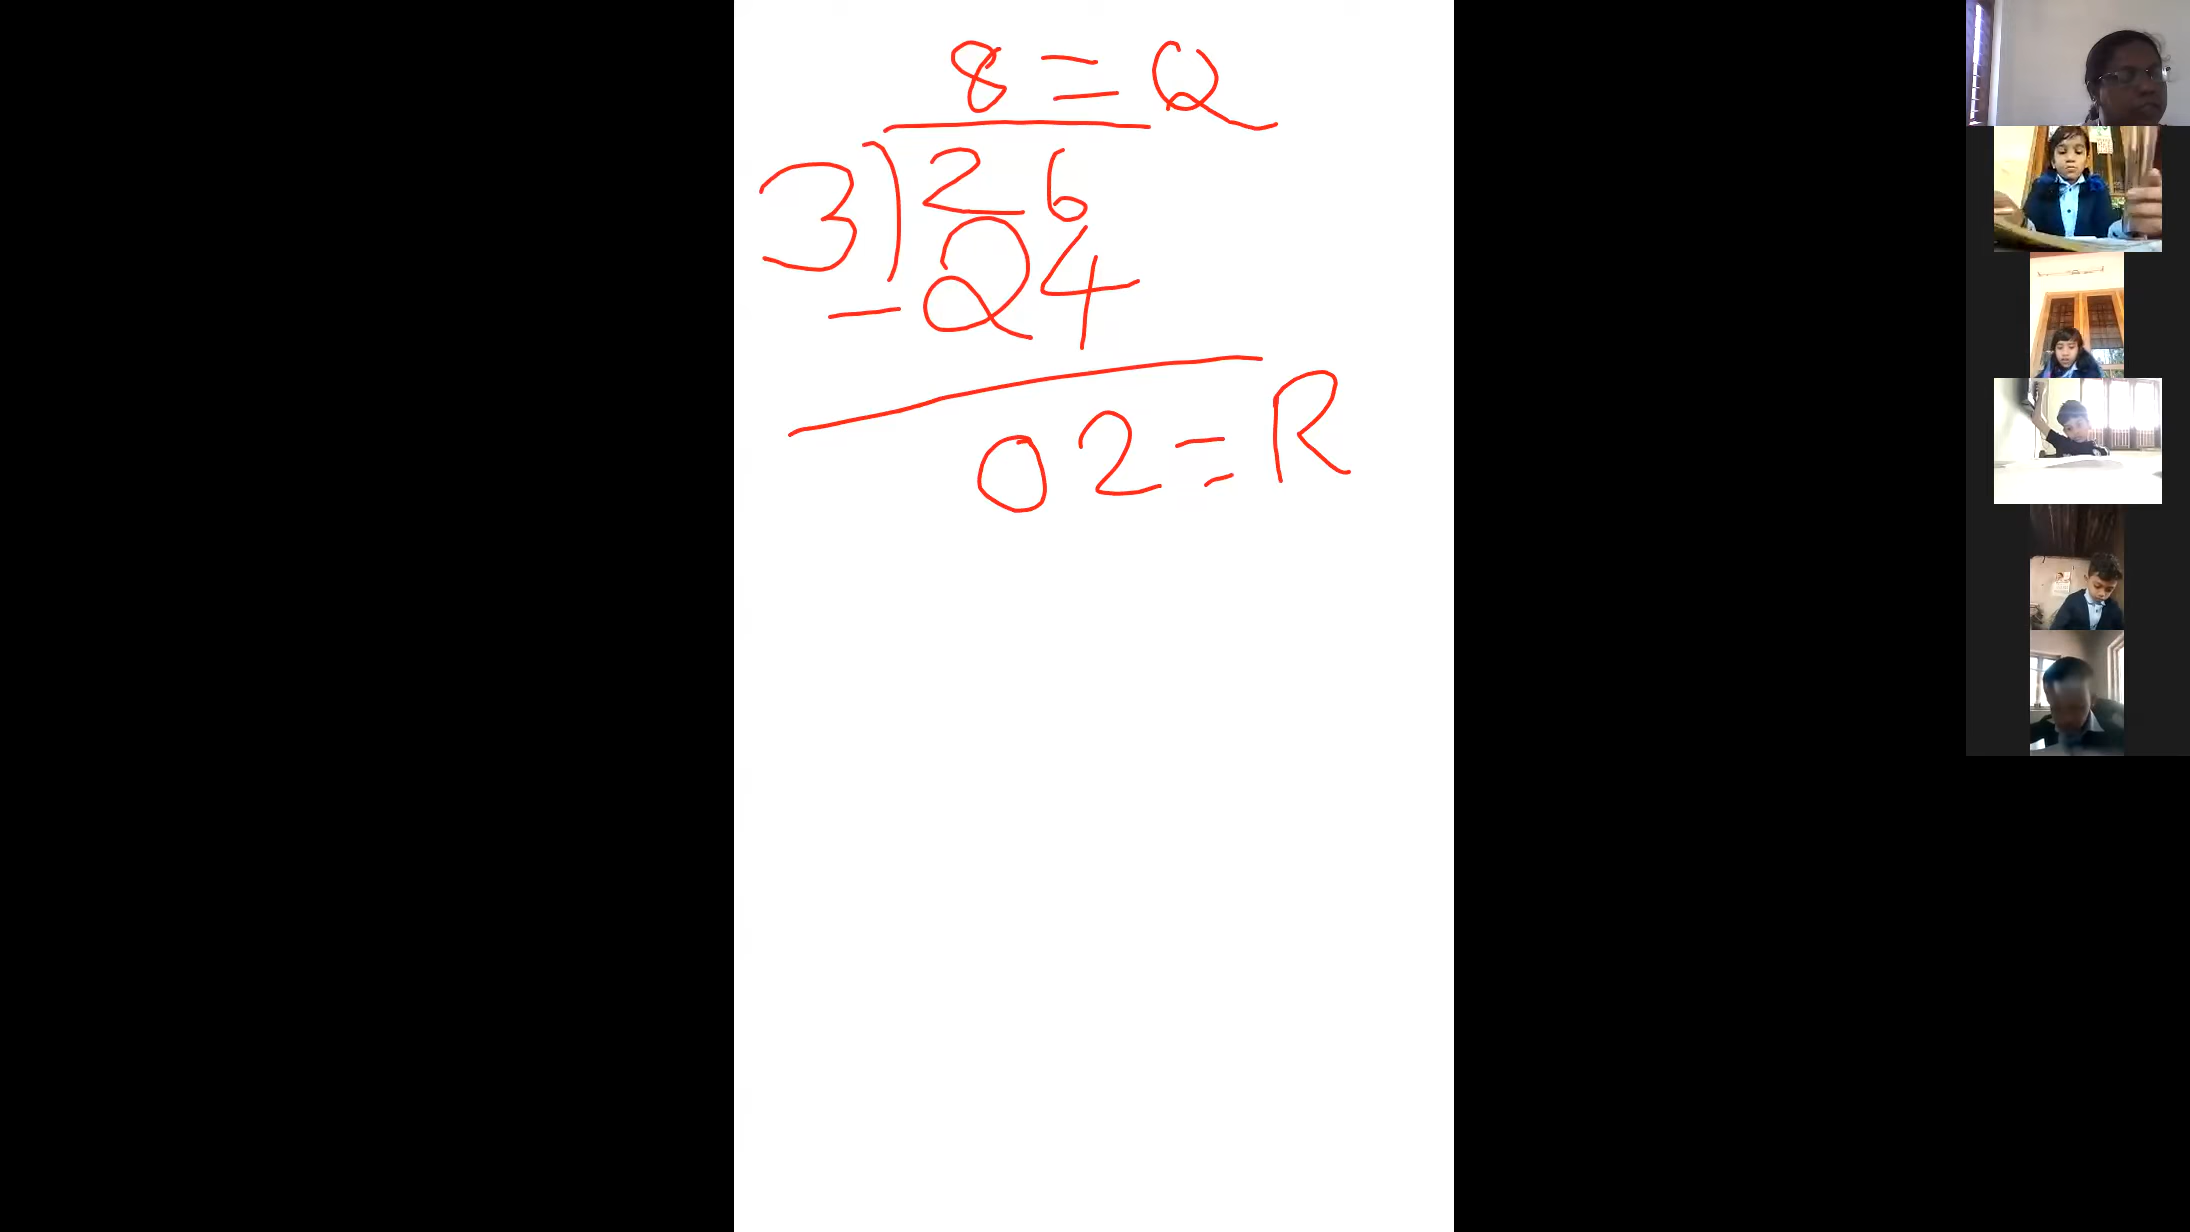 8 = Q
3)26
-24
02 = R